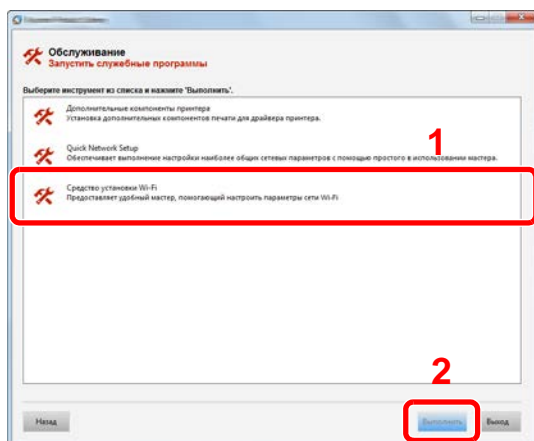 Обслуживание
Запустить служебные программы
Выберите инструмент из списка и нажмите 'Выполнить'.
Дополнительные компоненты принтера
Установка дополнительных компонентов печати для драйвера принтера.
1
Quick Network Setup
Обеспечивает выполнение настройки наиболее общих сетевых параметров с помощью простого в использовании мастера.
Средство установки Wi-Fi
Предоставляет удобный мастер, помогающий настроить параметры сети Wi-Fi
2
Назад
Выполнить
Выход